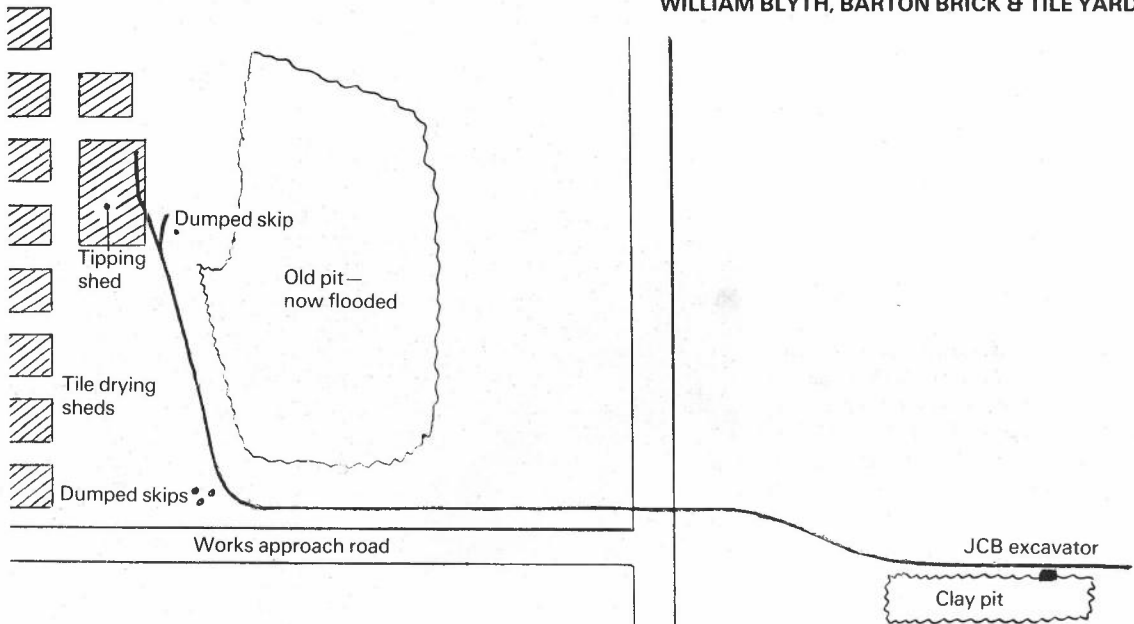 WILLIAM BLYTH, BARTON BRICK & TILE YARD
Dumped skip
Tipping
shed
Old pit—
now flooded
Tile drying
sheds
Dumped skips
Works approach road
JCB excavator
Clay pit